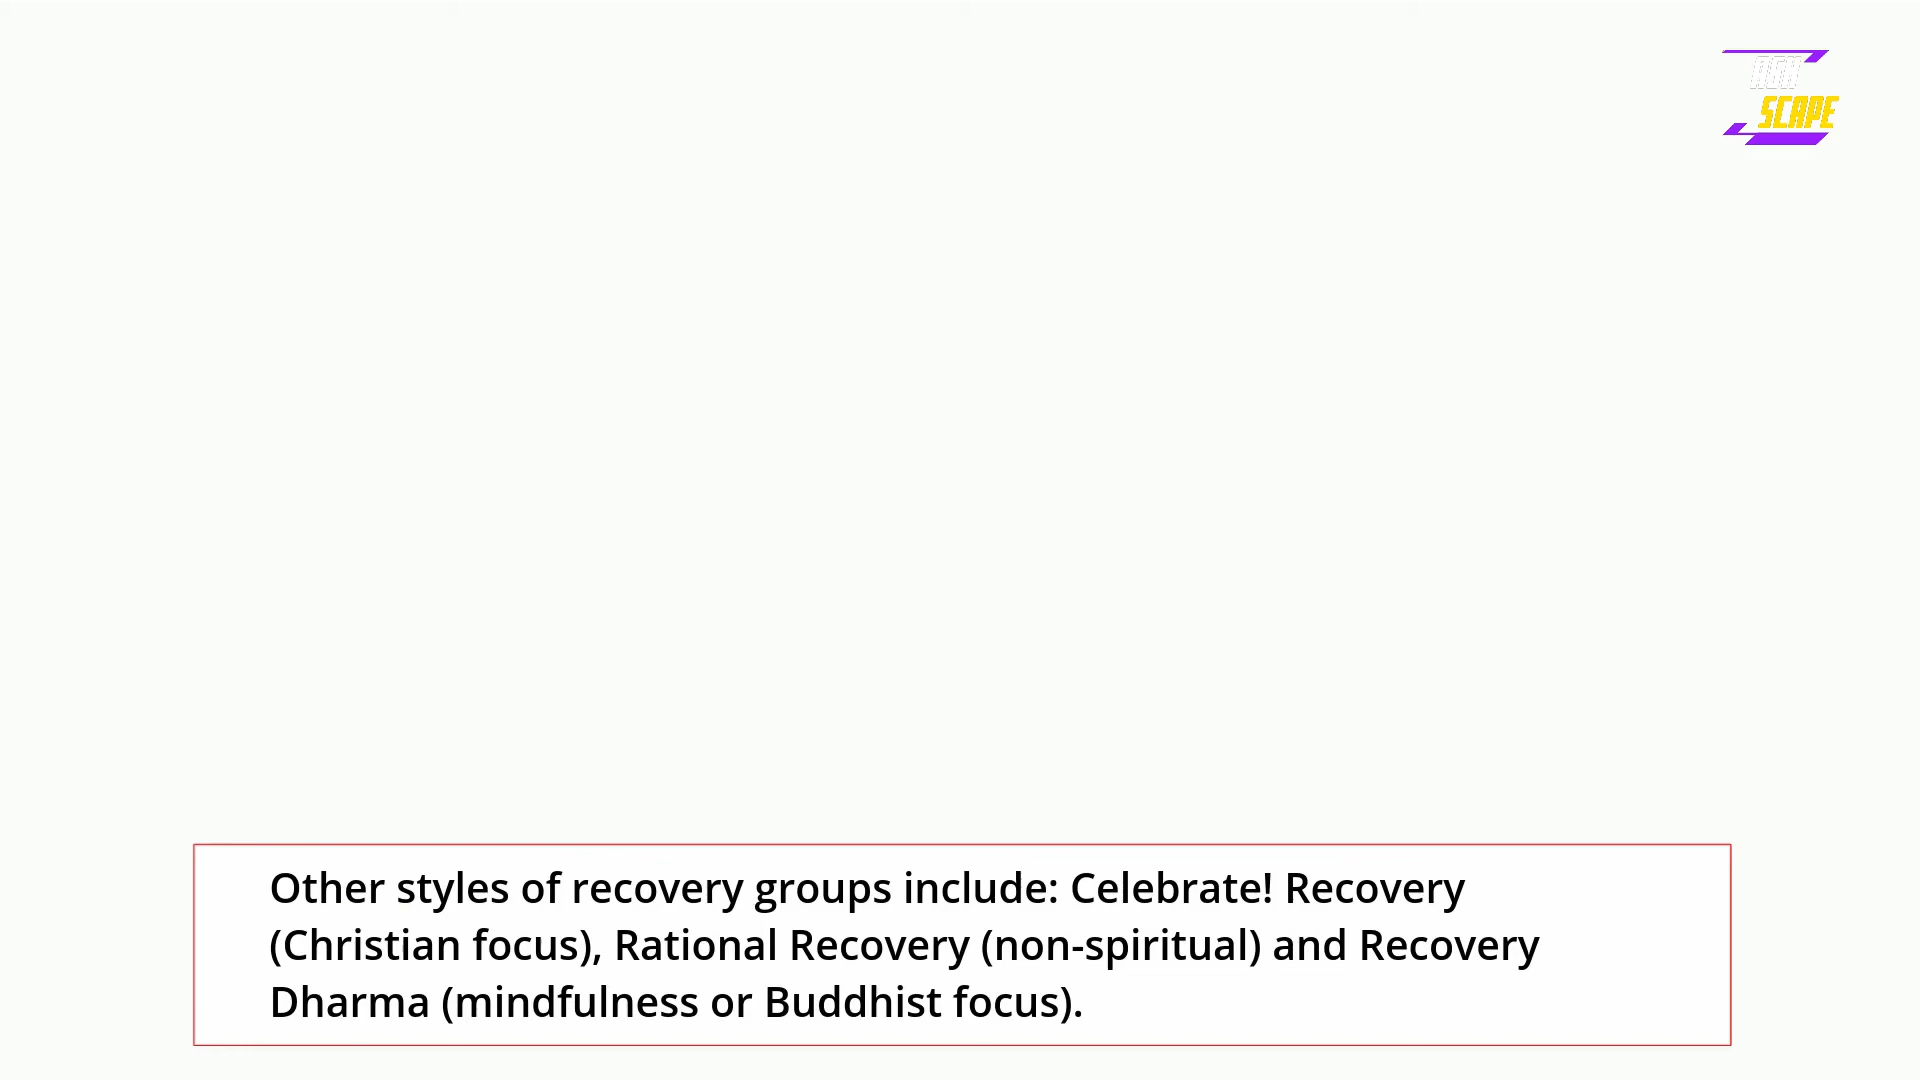 SCAPE
Other styles of recovery groups include: Celebrate! Recovery
(Christian focus), Rational Recovery (non-spiritual) and Recovery
Dharma (mindfulness or Buddhist focus).